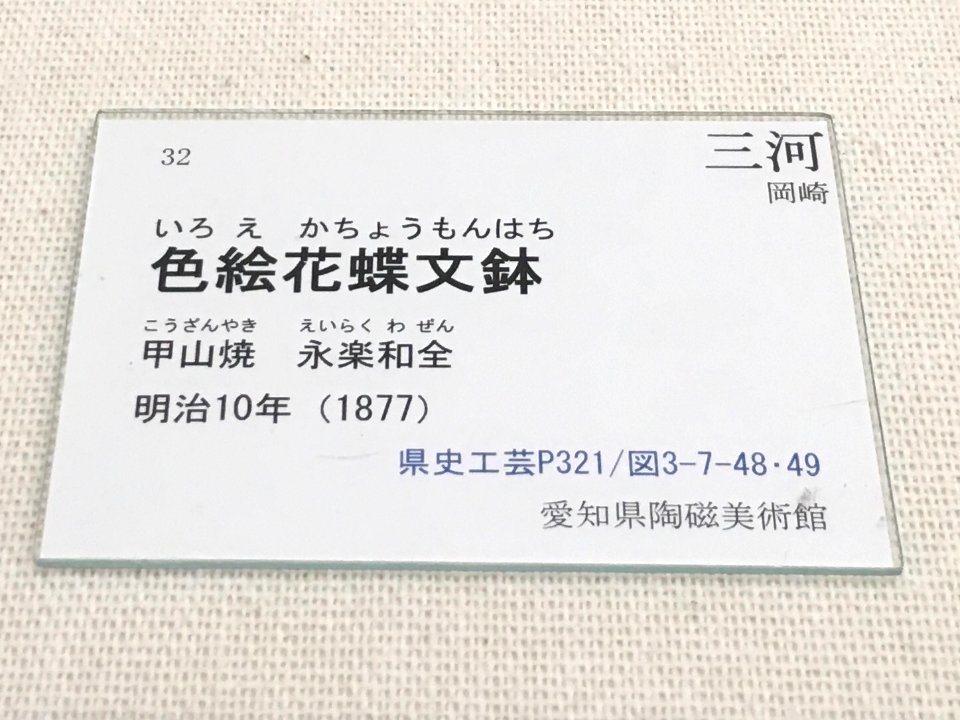 32
三河
岡崎
いろ え かちょうもんはち
色絵花蝶文鉢
こうざんやき えいらく わ ぜん
甲山焼 永楽和全
明治10年（1877）
県史工芸P321/図3-7-48・49
愛知県陶磁美術館